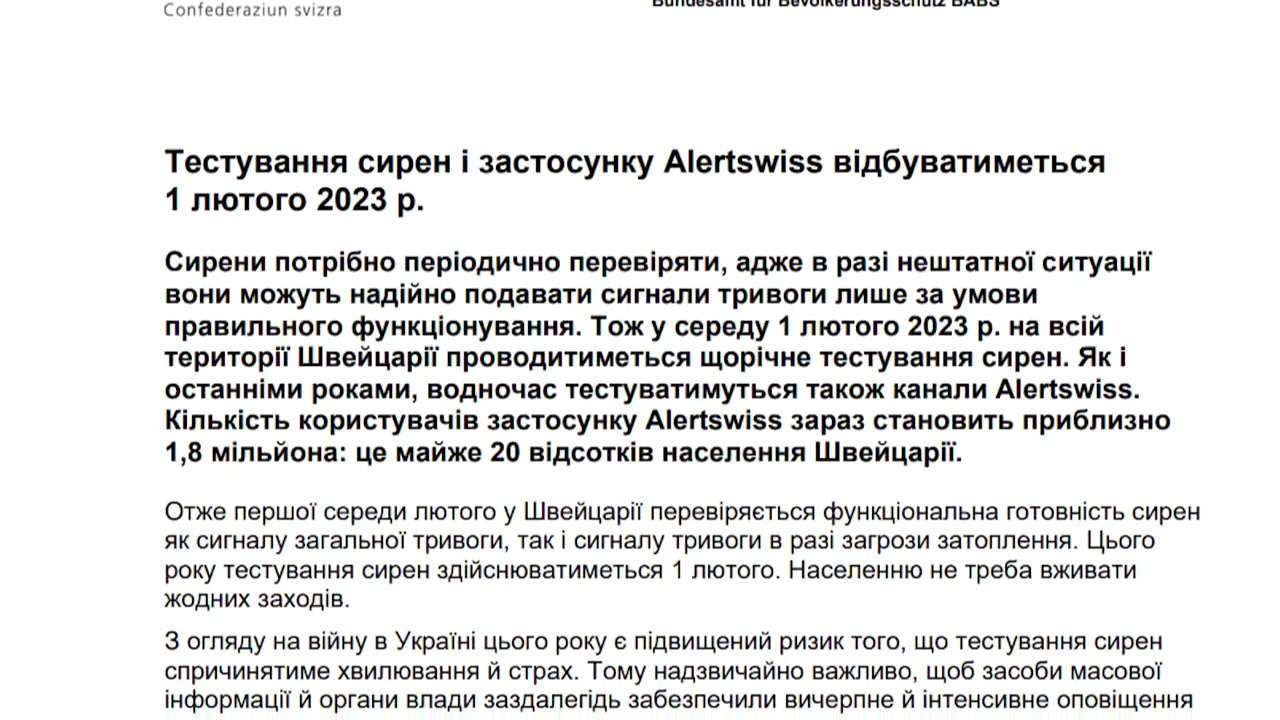 Confederaziun svizra
Bundesamt für Bevölkerungsschutz BABS
Тестування сирен і застосунку Alertswiss відбуватиметься
1 лютого 2023 р.
Сирени потрібно періодично перевіряти, адже в разі нештатної ситуації
вони можуть надійно подавати сигнали тривоги лише за умови
правильного функціонування. Тож у середу 1 лютого 2023 р. на всій
території Швейцарії проводитиметься щорічне тестування сирен. Як і
останніми роками, водночас тестуватимуться також канали Alertswiss.
Кількість користувачів застосунку Alertswiss зараз становить приблизно
1,8 мільйона: це майже 20 відсотків населення Швейцарії.
Отже першої середи лютого у Швейцарії перевіряється функціональна готовність сирен
як сигналу загальної тривоги, так і сигналу тривоги в разі загрози затоплення. Цього
року тестування сирен здійснюватиметься 1 лютого. Населенню не треба вживати
жодних заходів.
З огляду на війну в Україні цього року є підвищений ризик того, що тестування сирен
спричинятиме хвилювання й страх. Тому надзвичайно важливо, щоб засоби масової
інформації й органи влади заздалегідь забезпечили вичерпне й інтенсивне оповіщення